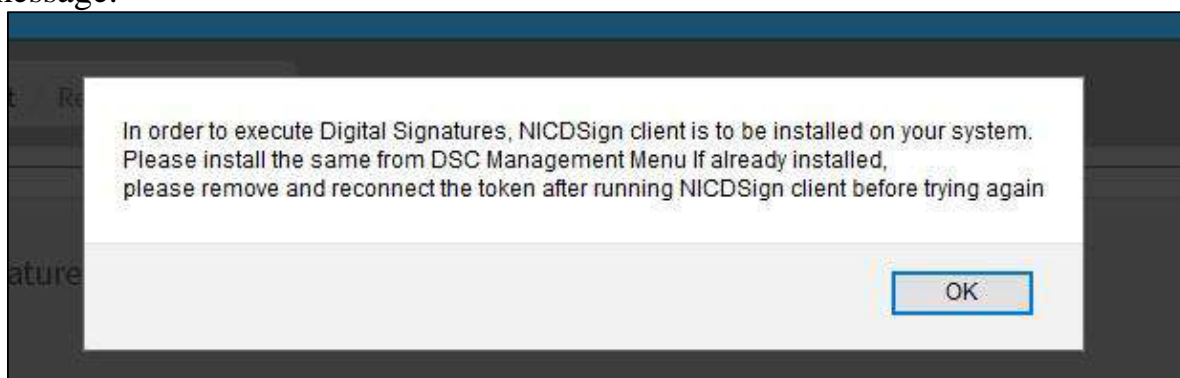 message:
In order to execute Digital Signatures, NICDSign client is to be installed on your system.
Please install the same from DSC Management Menu If already installed,
please remove and reconnect the token after running NICDSign client before trying again
OK